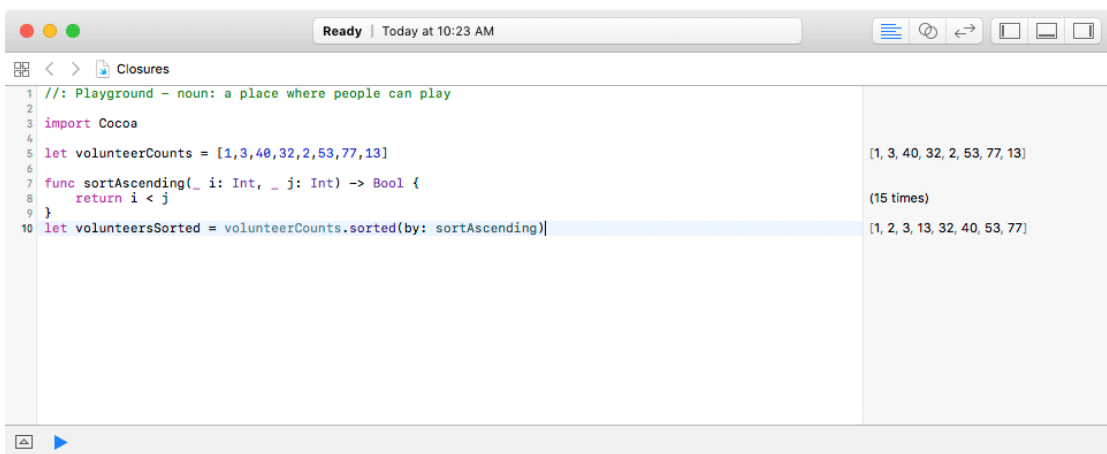 Ready | Today at 10:23 AM
Closures
1 //: Playground – noun: a place where people can play
2
3 import Cocoa
4
5 let volunteerCounts = [1,3,40,32,2,53,77,13] [1, 3, 40, 32, 2, 53, 77, 13]
6
7 func sortAscending(_ i: Int, _ j: Int) -> Bool {
8     return i < j (15 times)
9 }
10 let volunteersSorted = volunteerCounts.sorted(by: sortAscending) [1, 2, 3, 13, 32, 40, 53, 77]